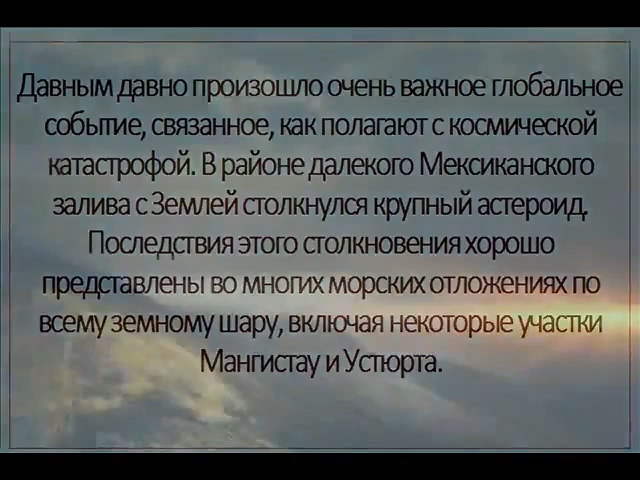 Давным давно произошло очень важное глобальное
событие, связанное, как полагают с космической
катастрофой. В районе далекого Мексиканского
залива с Землей столкнулся крупный астероид.
Последствия этого столкновения хорошо
представлены во многих морских отложениях по
всему земному шару, включая некоторые участки
Мангистау и Устюрта.